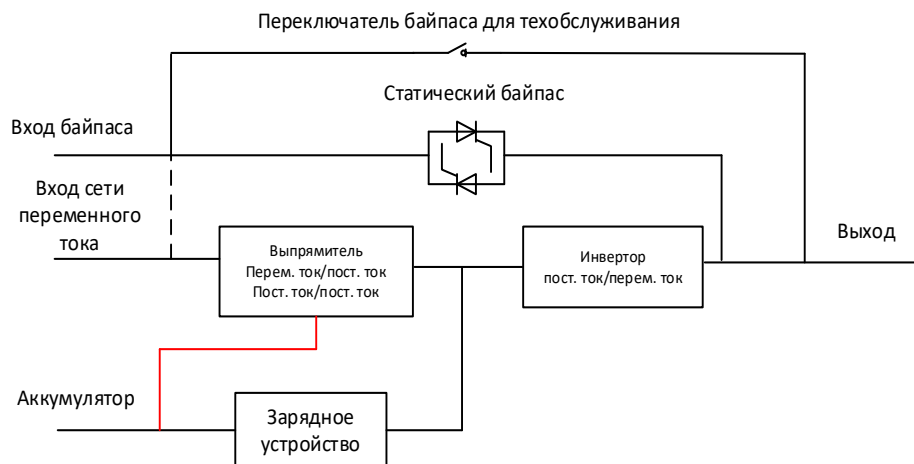 Переключатель байпаса для техобслуживания
Статический байпас
Вход байпаса
Вход сети
переменного
тока
Выпрямитель
Перем. ток/пост. ток
Пост. ток/пост. ток
Инвертор
пост. ток/перем. ток
Выход
Аккумулятор
Зарядное
устройство